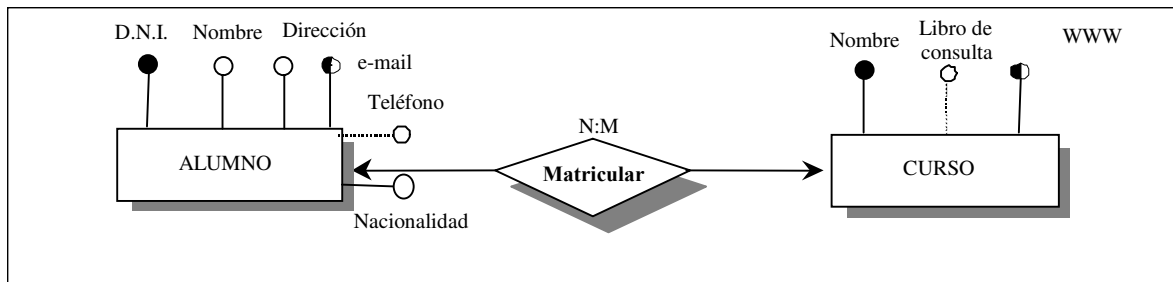 D.N.I.
Nombre
Dirección
e-mail
Teléfono
ALUMNO
Nacionalidad
N:M
Matricular
Nombre
Libro de
consulta
WWW
CURSO